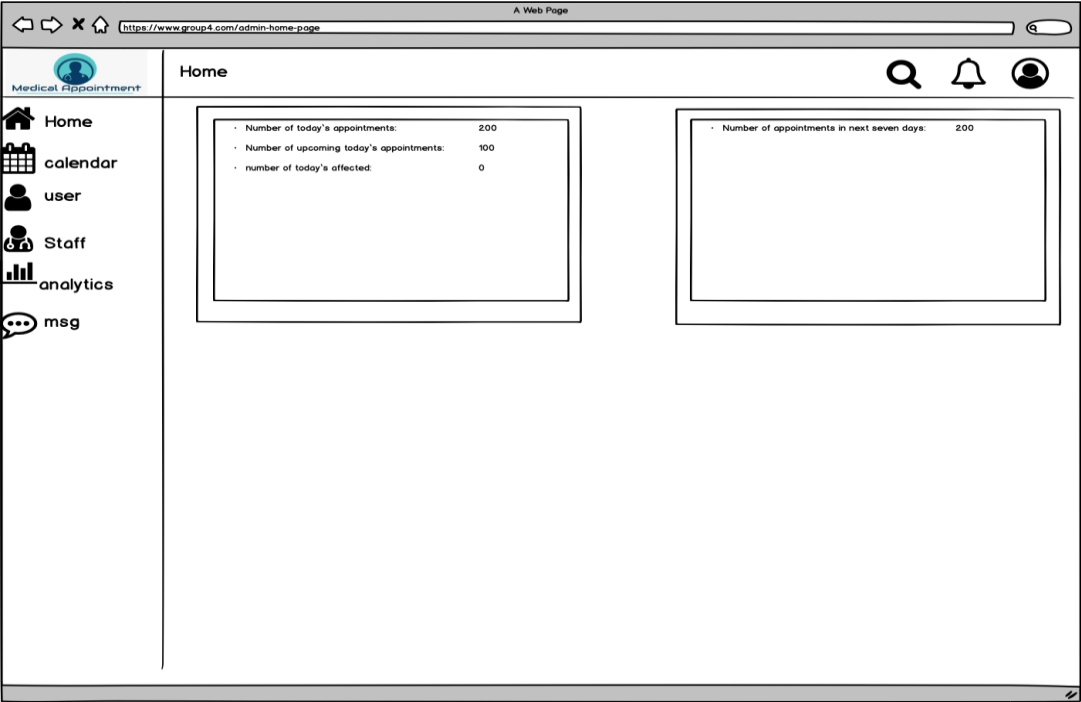 A Web Page
https://www.group4.com/admin-home-page
Medical Appointment
Home
Home
calendar
user
Staff
analytics
msg
· Number of today's appointments: 200
· Number of upcoming today's appointments: 100
· number of today's affected: 0
· Number of appointments in next seven days: 200